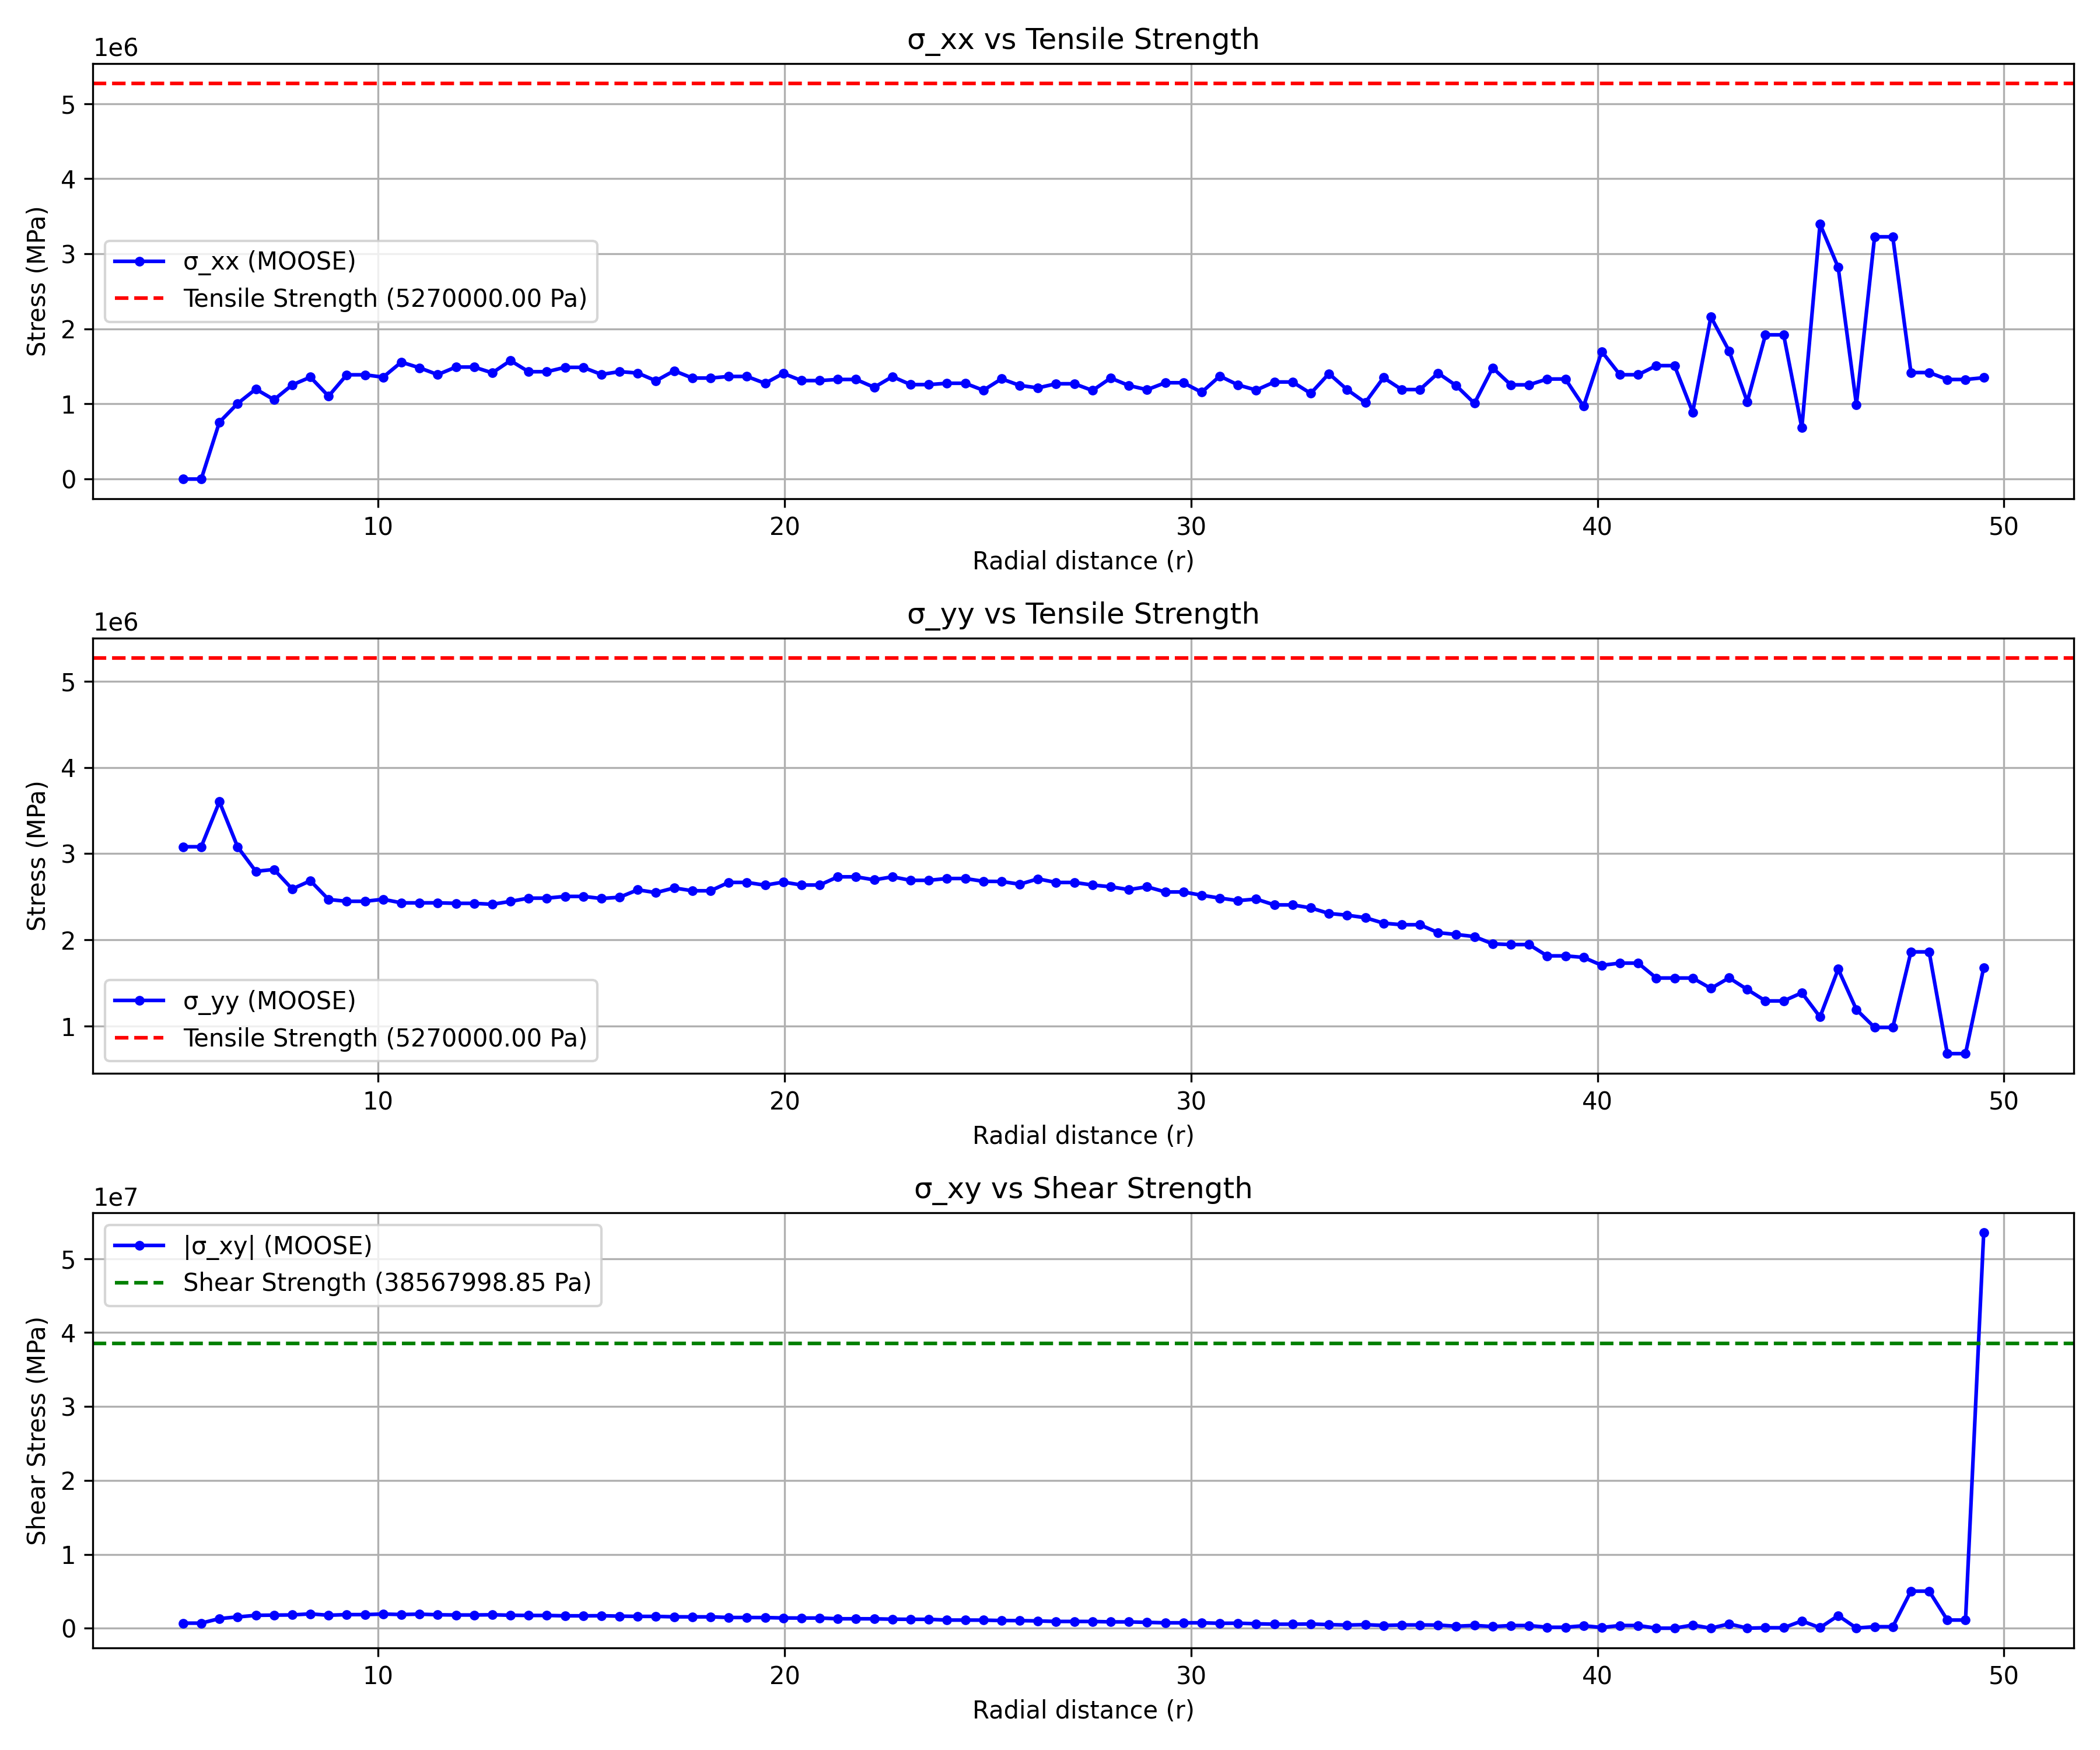 σ_xx vs Tensile Strength
1e6
5
4
3
2
1
0
Stress (MPa)
σ_xx (MOOSE)
Tensile Strength (5270000.00 Pa)
10 20 30 40 50
Radial distance (r)
σ_yy vs Tensile Strength
1e6
5
4
3
2
1
Stress (MPa)
σ_yy (MOOSE)
Tensile Strength (5270000.00 Pa)
10 20 30 40 50
Radial distance (r)
σ_xy vs Shear Strength
1e7
5
4
3
2
1
0
Shear Stress (MPa)
|σ_xy| (MOOSE)
Shear Strength (38567998.85 Pa)
10 20 30 40 50
Radial distance (r)